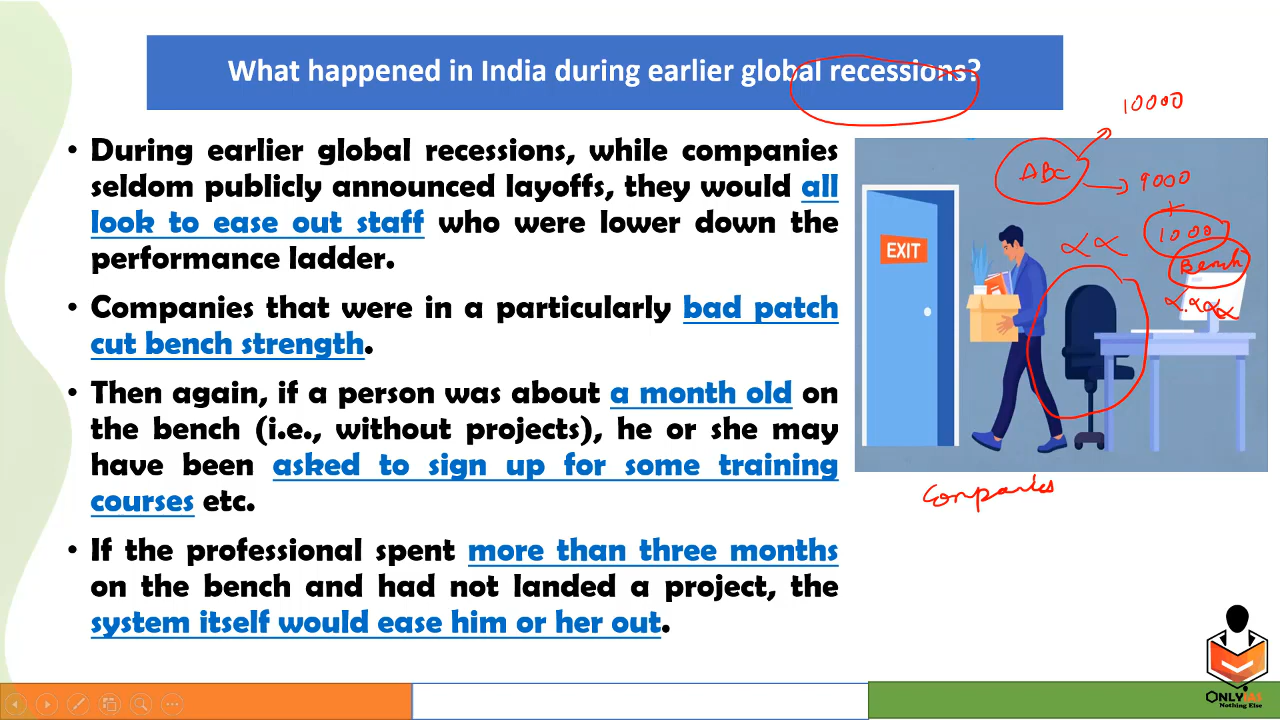 What happened in India during earlier global recessions?
• During earlier global recessions, while companies
seldom publicly announced layoffs, they would all
look to ease out staff who were lower down the
performance ladder.
• Companies that were in a particularly bad patch
cut bench strength.
• Then again, if a person was about a month old on
the bench (i.e., without projects), he or she may
have been asked to sign up for some training
courses etc.
• If the professional spent more than three months
on the bench and had not landed a project, the
system itself would ease him or her out.
10000
ABC
9000
+
1000
Bench
EXIT
Companies
ONLYIAS
Nothing Else